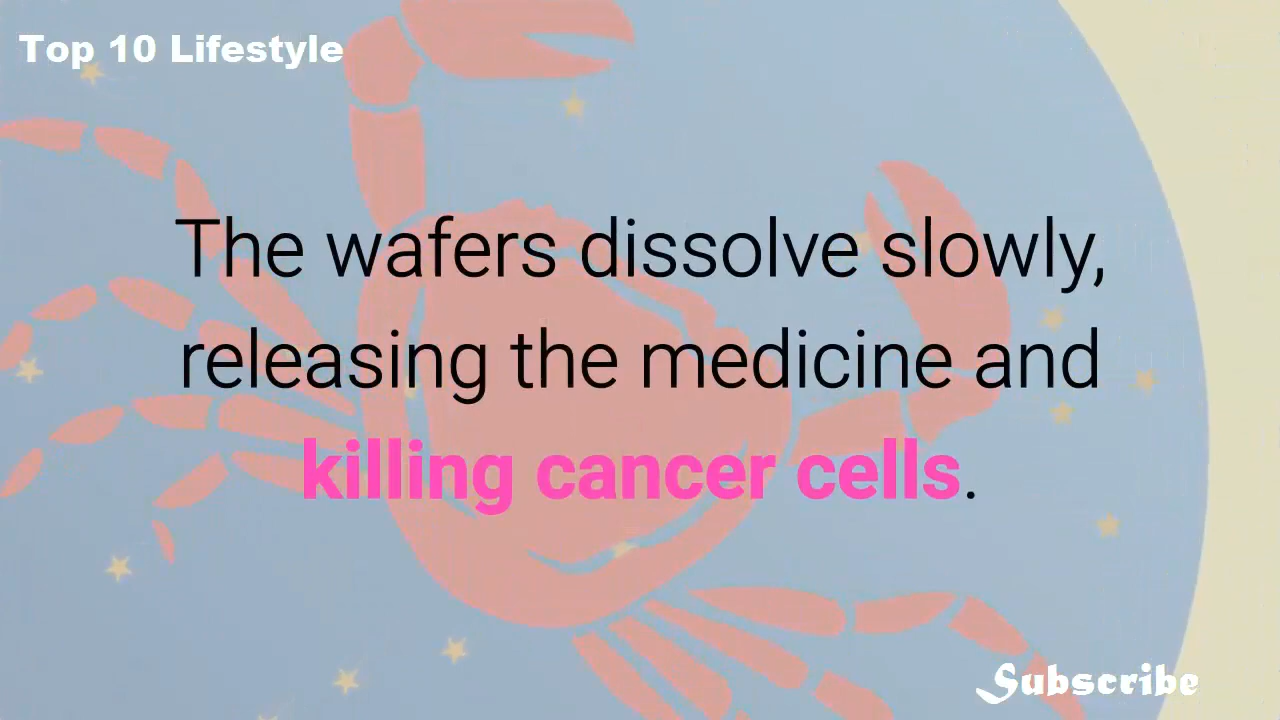 Top 10 Lifestyle
The wafers dissolve slowly,
releasing the medicine and
killing cancer cells.
Subscribe